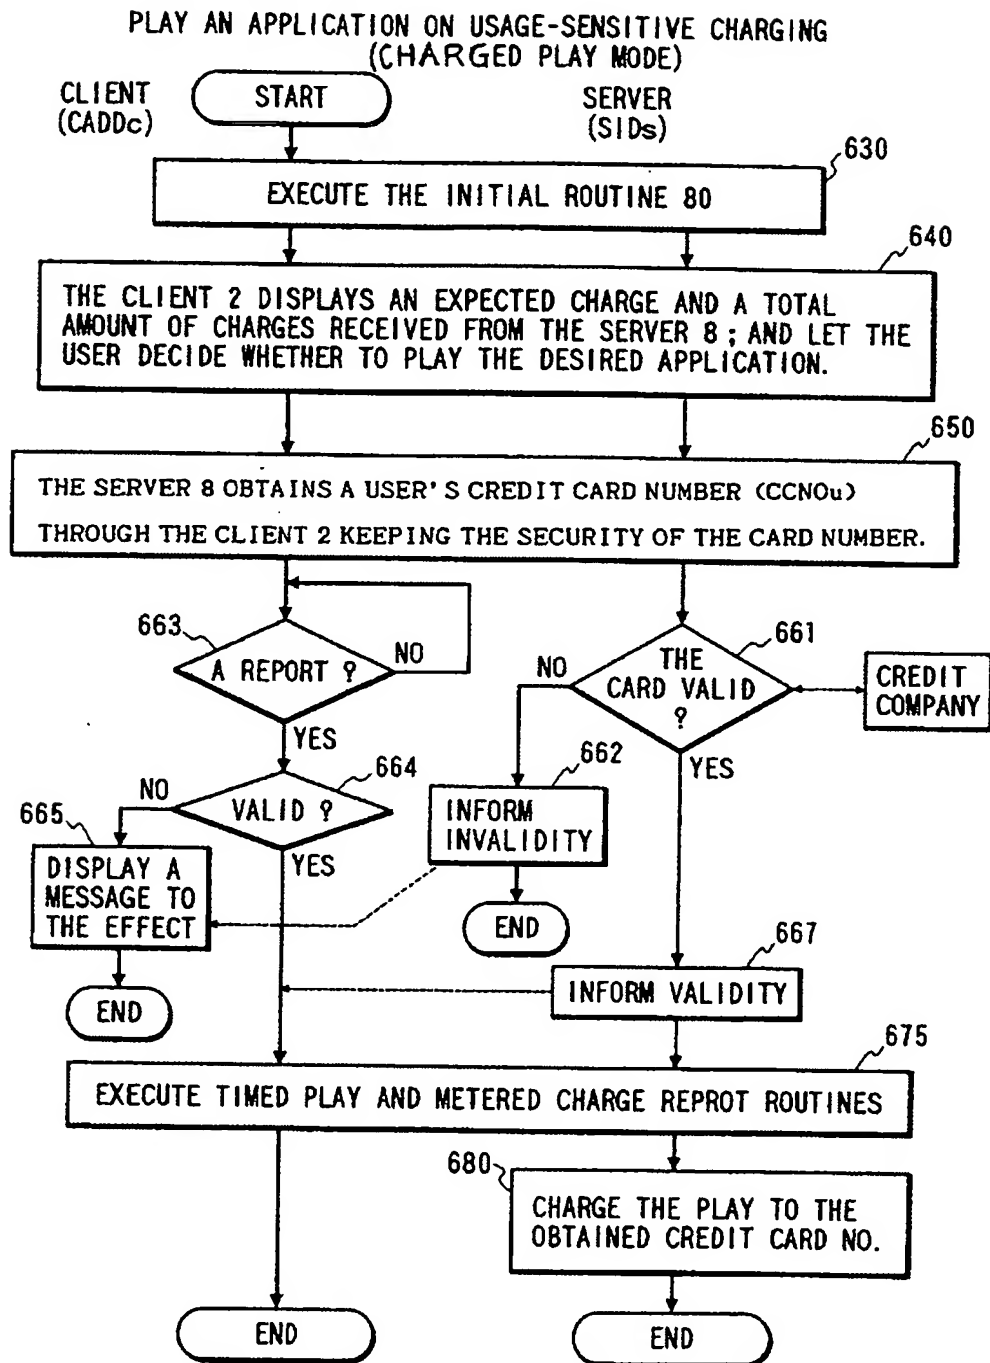 PLAY AN APPLICATION ON USAGE-SENSITIVE CHARGING
(CHARGED PLAY MODE)
CLIENT
(CADDc)
START
SERVER
(SIDs)
630
EXECUTE THE INITIAL ROUTINE 80
640
THE CLIENT 2 DISPLAYS AN EXPECTED CHARGE AND A TOTAL
AMOUNT OF CHARGES RECEIVED FROM THE SERVER 8 ; AND LET THE
USER DECIDE WHETHER TO PLAY THE DESIRED APPLICATION.
650
THE SERVER 8 OBTAINS A USER'S CREDIT CARD NUMBER (CCNOu)
THROUGH THE CLIENT 2 KEEPING THE SECURITY OF THE CARD NUMBER.
663
A REPORT ?
NO
YES
661
THE
CARD VALID
?
NO
YES
CREDIT
COMPANY
664
VALID ?
NO
YES
662
INFORM
INVALIDITY
END
665
DISPLAY A
MESSAGE TO
THE EFFECT
END
667
INFORM VALIDITY
675
EXECUTE TIMED PLAY AND METERED CHARGE REPROT ROUTINES
680
CHARGE THE PLAY TO THE
OBTAINED CREDIT CARD NO.
END
END